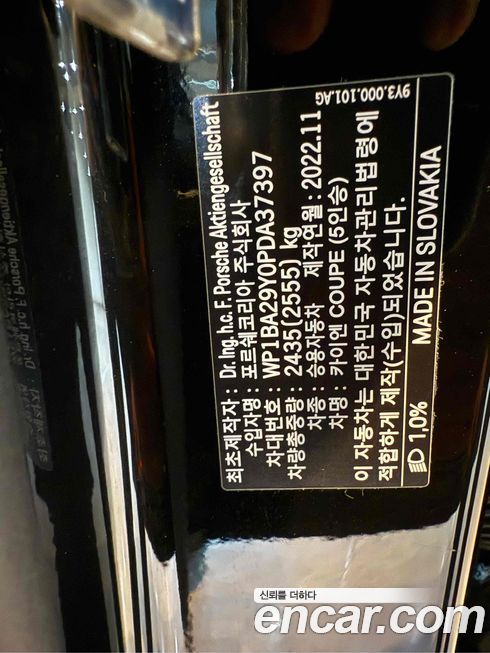 9Y3.000.101.AG
최초제작자 : Dr. Ing. h.c. F. Porsche Aktiengesellschaft
수입자명 : 포르쉐코리아 주식회사
차대번호 : WP1BA29Y0PDA37397
차량총중량 : 2435(2555) kg
차종 : 승용자동차 제작연월 : 2022.11
차명 : 카이엔 COUPE (5인승)
이 자동차는 대한민국 자동차관리법령에
적합하게 제작(수입)되었습니다.
1,0% MADE IN SLOVAKIA
신뢰를 더하다
encar.com